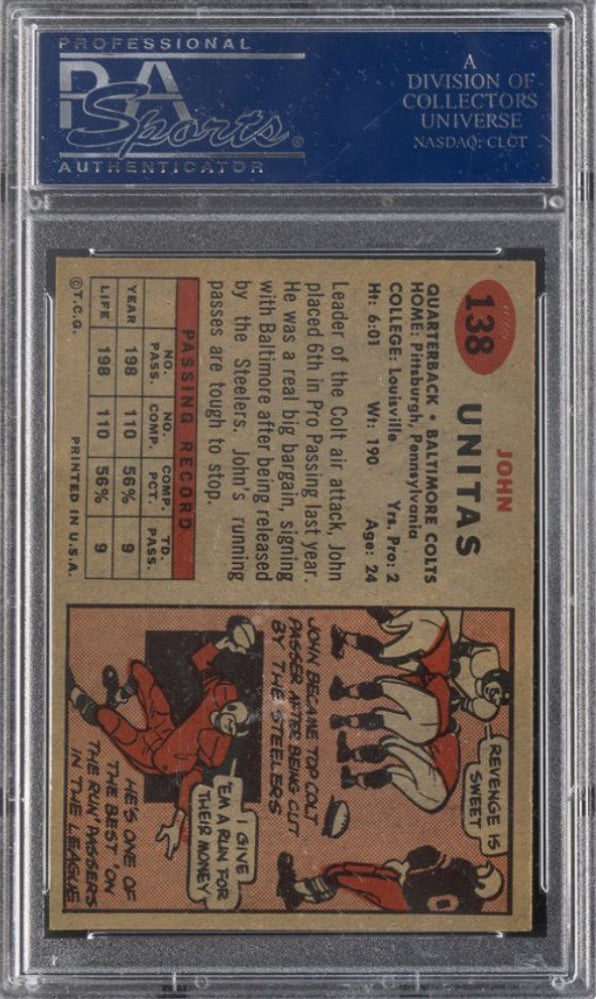 PROFESSIONAL
PSA
Sports®
AUTHENTICATOR
A
DIVISION OF
COLLECTORS
UNIVERSE
NASDAQ: CLCT
138
JOHN
UNITAS
QUARTERBACK • BALTIMORE COLTS
HOME: Pittsburgh, Pennsylvania
COLLEGE: Louisville Yrs. Pro: 2
Ht: 6:01 Wt: 190 Age: 24
Leader of the Colt air attack, John
placed 6th in Pro Passing last year.
He was a real big bargain, signing
with Baltimore after being released
by the Steelers. John's running
passes are tough to stop.
PASSING RECORD
NO. PASS. NO. COMP. COMP. PCT. TD. PASS.
YEAR 198 110 56% 9
LIFE 198 110 56% 9
©T.C.G. PRINTED IN U.S.A.
REVENGE IS
SWEET
JOHN BECAME TOP COLT
PASSER AFTER BEING CUT
BY THE STEELERS
I GIVE
'EM A RUN FOR
THEIR MONEY
HE'S ONE OF
THE BEST 'ON
THE RUN' PASSERS
IN THE LEAGUE